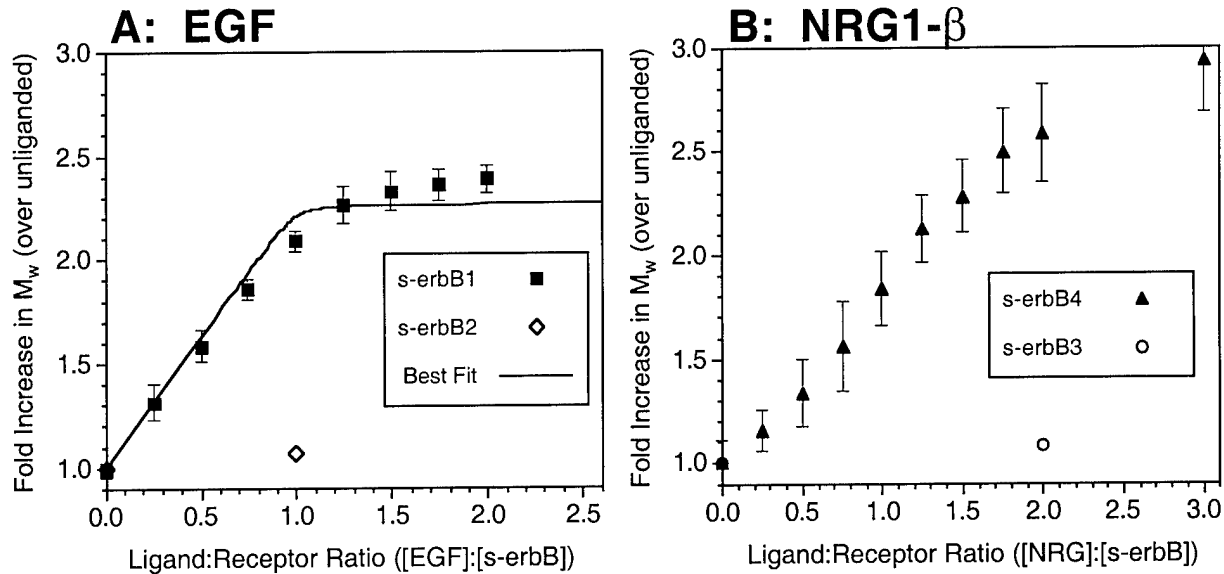 A: EGF
Fold Increase in Mw (over unliganded)
3.0
2.5
2.0
1.5
1.0
s-erbB1
s-erbB2
Best Fit
0.0 0.5 1.0 1.5 2.0 2.5
Ligand:Receptor Ratio ([EGF]:[s-erbB])
B: NRG1-β
Fold Increase in Mw (over unliganded)
3.0
2.5
2.0
1.5
1.0
s-erbB4
s-erbB3
0.0 0.5 1.0 1.5 2.0 2.5 3.0
Ligand:Receptor Ratio ([NRG]:[s-erbB])